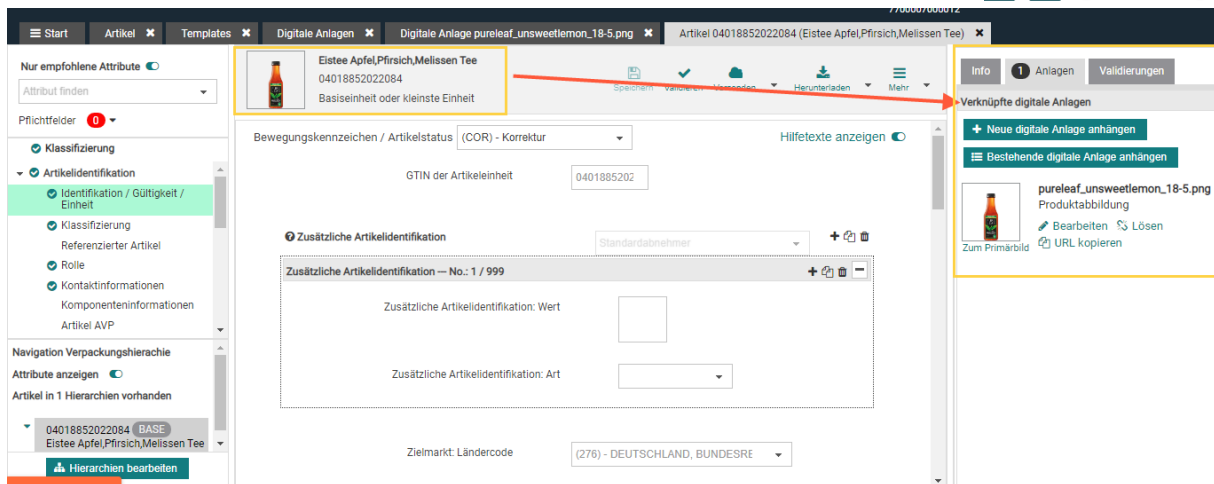 7700007000012
Start
Artikel
Templates
Digitale Anlagen
Digitale Anlage pureleaf_unsweetlemon_18-5.png
Artikel 04018852022084 (Eistee Apfel,Pfirsich,Melissen Tee)
Nur empfohlene Attribute
Attribut finden
Pflichtfelder 0
Klassifizierung
Artikelidentifikation
Identifikation / Gültigkeit /
Einheit
Klassifizierung
Referenzierter Artikel
Rolle
Kontaktinformationen
Komponenteninformationen
Artikel AVP
Navigation Verpackungshierachie
Attribute anzeigen
Artikel in 1 Hierarchien vorhanden
04018852022084 BASE
Eistee Apfel,Pfirsich,Melissen Tee
Hierarchien bearbeiten
Eistee Apfel,Pfirsich,Melissen Tee
04018852022084
Basiseinheit oder kleinste Einheit
Speichern
Validieren
Versenden
Herunterladen
Mehr
Bewegungskennzeichen / Artikelstatus (COR) - Korrektur
Hilfetexte anzeigen
GTIN der Artikeleinheit 0401885202
Zusätzliche Artikelidentifikation Standardabnehmer
Zusätzliche Artikelidentifikation — No.: 1 / 999
Zusätzliche Artikelidentifikation: Wert
Zusätzliche Artikelidentifikation: Art
Zielmarkt: Ländercode (276) - DEUTSCHLAND, BUNDESRE
Info
1 Anlagen
Validierungen
Verknüpfte digitale Anlagen
Neue digitale Anlage anhängen
Bestehende digitale Anlage anhängen
pureleaf_unsweetlemon_18-5.png
Produktabbildung
Bearbeiten Lösen
Zum Primärbild URL kopieren